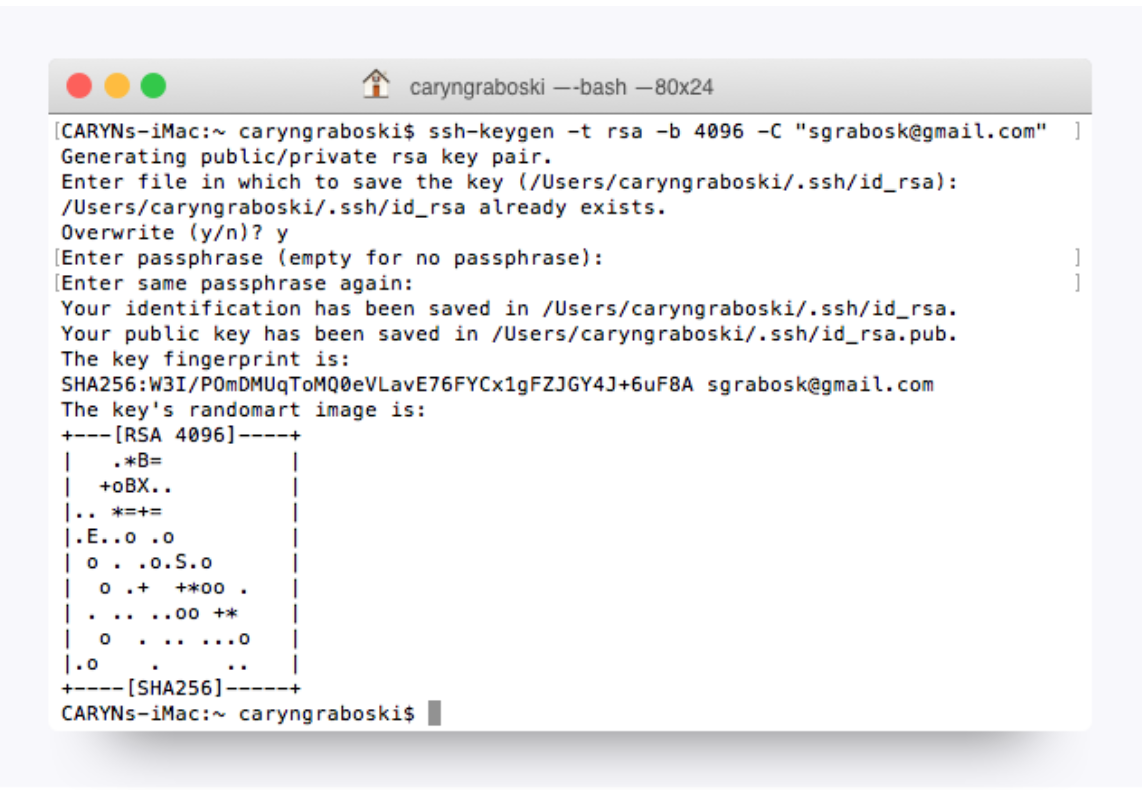 caryngraboski —-bash —80x24
[CARYNs-iMac:~ caryngraboski$ ssh-keygen -t rsa -b 4096 -C "sgrabosk@gmail.com"  ]
Generating public/private rsa key pair.
Enter file in which to save the key (/Users/caryngraboski/.ssh/id_rsa):
/Users/caryngraboski/.ssh/id_rsa already exists.
Overwrite (y/n)? y
[Enter passphrase (empty for no passphrase):                                     ]
[Enter same passphrase again:                                                    ]
Your identification has been saved in /Users/caryngraboski/.ssh/id_rsa.
Your public key has been saved in /Users/caryngraboski/.ssh/id_rsa.pub.
The key fingerprint is:
SHA256:W3I/POmDMUqToMQ0eVLavE76FYCx1gFZJGY4J+6uF8A sgrabosk@gmail.com
The key's randomart image is:
+---[RSA 4096]----+
|   .*B=          |
|  +oBX..         |
|.. *=+=          |
|.E..o .o         |
| o . .o.S.o      |
|  o .+  +*oo .   |
| . .. ..oo +*    |
|  o  . .. ...o   |
|.o    .     ..   |
+----[SHA256]-----+
CARYNs-iMac:~ caryngraboski$